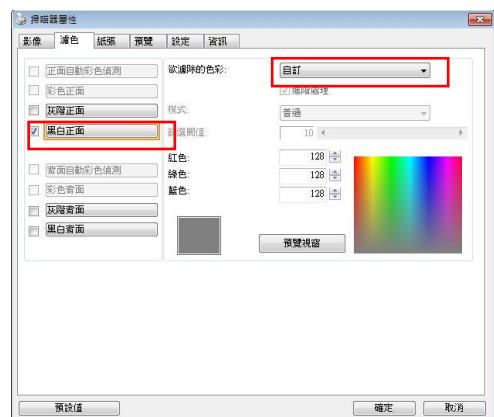 掃瞄器屬性
影像 濾色 紙張 預覽 設定 資訊
正面自動彩色偵測
彩色正面
灰階正面
黑白正面
背面自動彩色偵測
彩色背面
灰階背面
黑白背面
欲濾除的色彩: 自訂
進階處理
模式: 普通
濾鏡閾值: 10
紅色: 128
綠色: 128
藍色: 128
預覽視窗
預設值 確定 取消